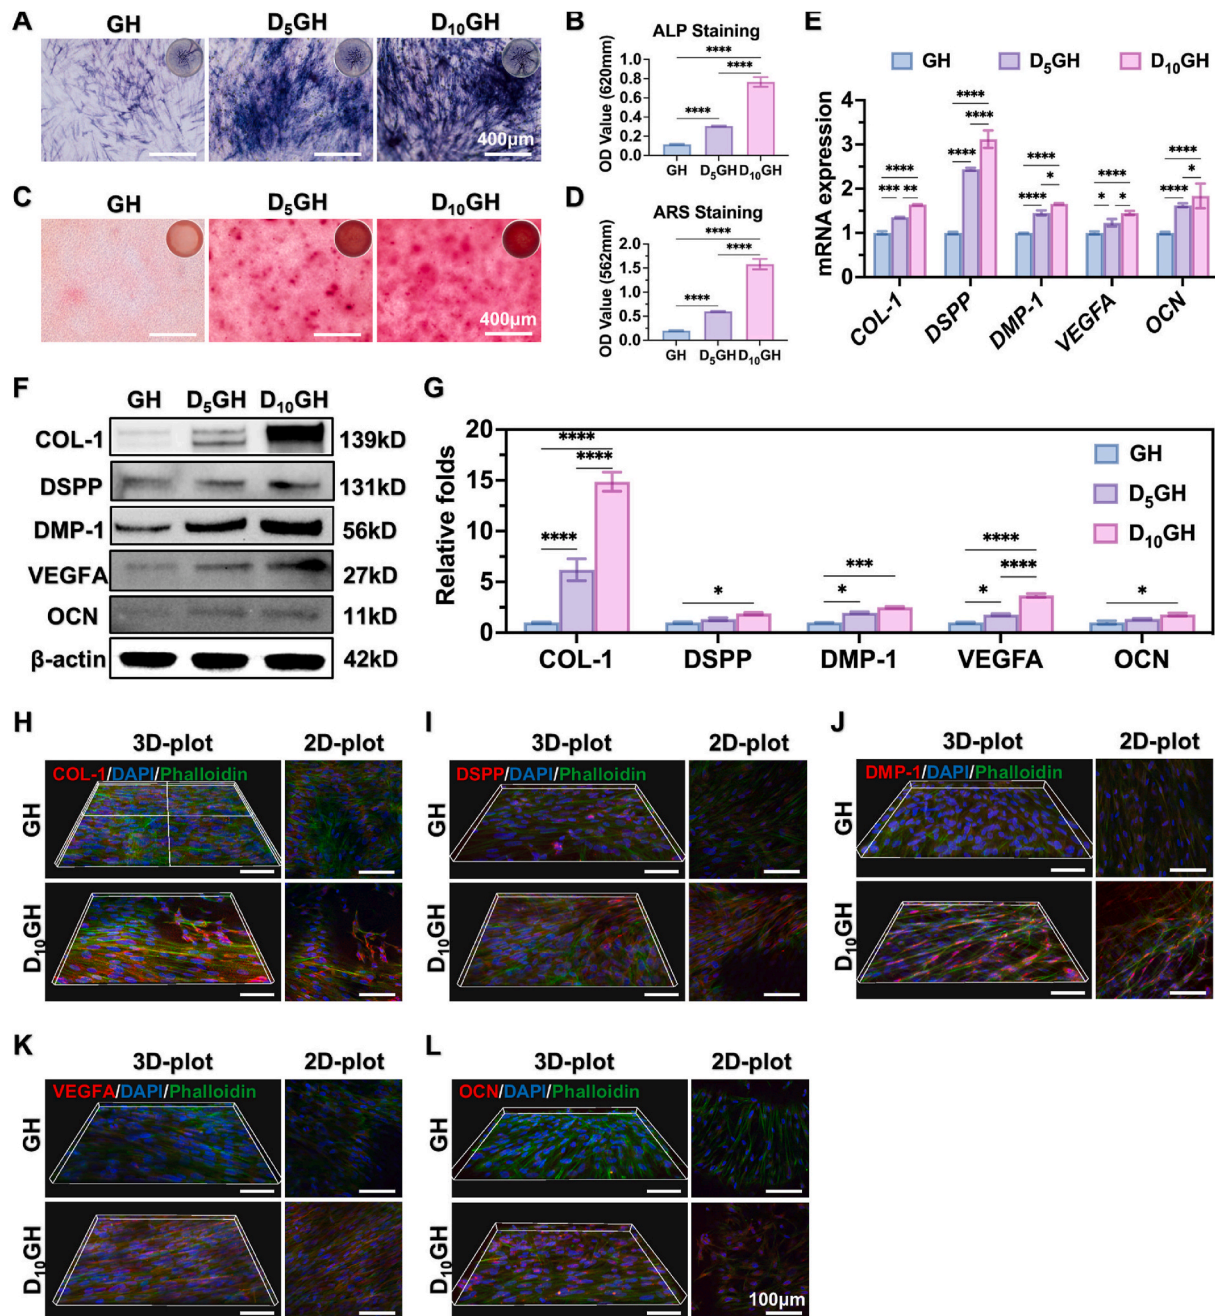 A
GH
D₅GH
D₁₀GH
400μm
B
ALP Staining
OD Value (620mm)
1.0
0.8
0.6
0.4
0.2
0.0
****
****
****
GH D₅GH D₁₀GH
C
GH
D₅GH
D₁₀GH
400μm
D
ARS Staining
OD Value (562mm)
2.0
1.5
1.0
0.5
0.0
****
****
****
GH D₅GH D₁₀GH
E
GH D₅GH D₁₀GH
mRNA expression
4
3
2
1
0
****
*** **
****
****
****
****
**** *
****
* *
****
**** *
COL-1 DSPP DMP-1 VEGFA OCN
F
GH D₅GH D₁₀GH
COL-1 139kD
DSPP 131kD
DMP-1 56kD
VEGFA 27kD
OCN 11kD
β-actin 42kD
G
Relative folds
20
15
10
5
0
GH
D₅GH
D₁₀GH
****
****
****
*
***
*
****
****
*
*
COL-1 DSPP DMP-1 VEGFA OCN
H
3D-plot 2D-plot
COL-1/DAPI/Phalloidin
GH
D₁₀GH
I
3D-plot 2D-plot
DSPP/DAPI/Phalloidin
GH
D₁₀GH
J
3D-plot 2D-plot
DMP-1/DAPI/Phalloidin
GH
D₁₀GH
K
3D-plot 2D-plot
VEGFA/DAPI/Phalloidin
GH
D₁₀GH
L
3D-plot 2D-plot
OCN/DAPI/Phalloidin
GH
D₁₀GH
100μm